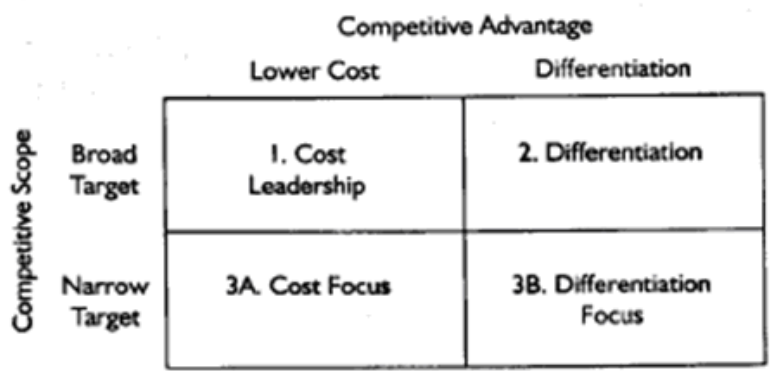 Competitive Advantage
Lower Cost
Differentiation
Competitive Scope
Broad
Target
1. Cost
Leadership
2. Differentiation
Narrow
Target
3A. Cost Focus
3B. Differentiation
Focus